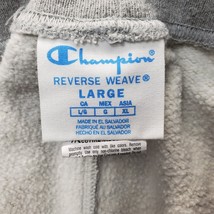 Champion
REVERSE WEAVE®
LARGE
CA MEX ASIA
L/G G XL
MADE IN EL SALVADOR
FABRIQUÉ AU SALVADOR
HECHO EN EL SALVADOR